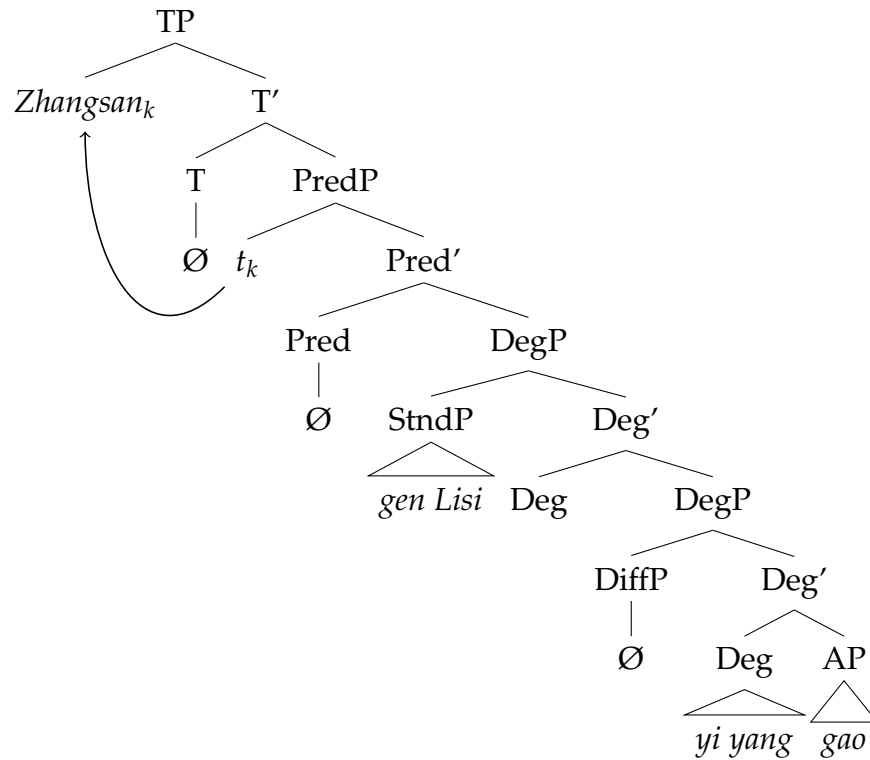 TP
Zhangsan_k T'
T PredP
Ø t_k Pred'
Pred DegP
Ø StndP Deg'
gen Lisi Deg DegP
DiffP Deg'
Ø Deg AP
yi yang gao